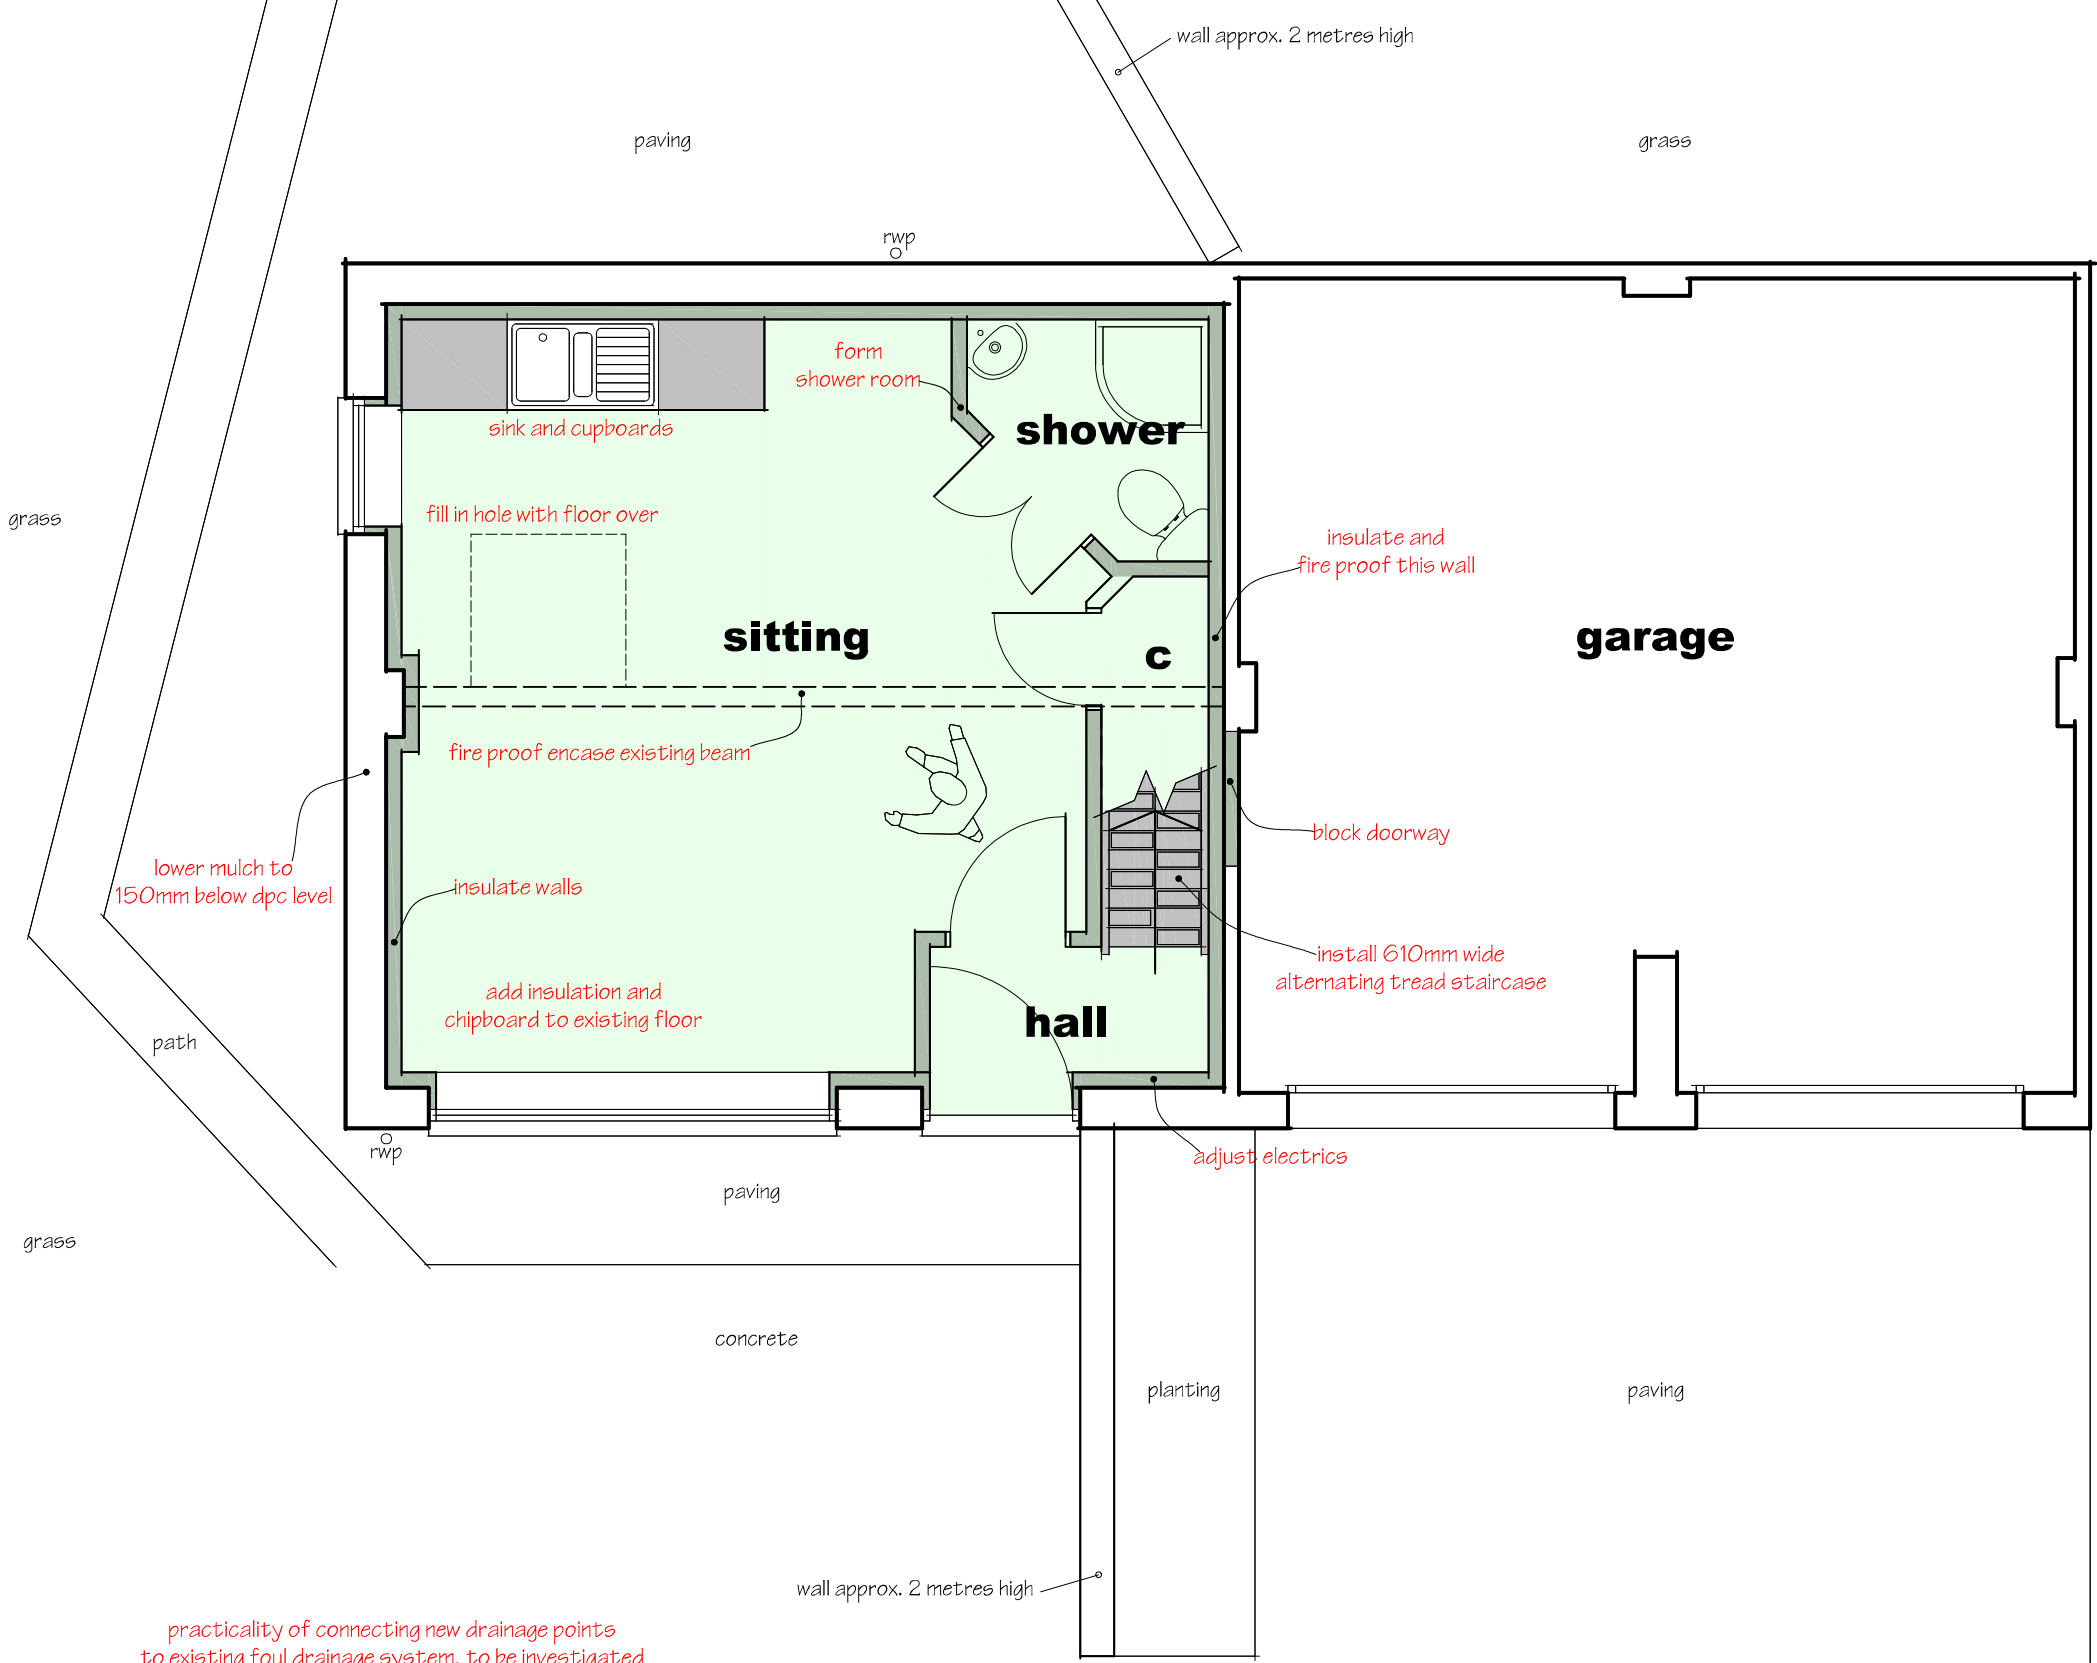 wall approx. 2 metres high
paving
grass
rwp
form
shower room
shower
sink and cupboards
grass
fill in hole with floor over
insulate and
fire proof this wall
sitting
c
garage
fire proof encase existing beam
block doorway
lower mulch to
150mm below dpc level
insulate walls
install 610mm wide
alternating tread staircase
add insulation and
chipboard to existing floor
hall
path
rwp
adjust electrics
paving
grass
concrete
planting
paving
wall approx. 2 metres high
practicality of connecting new drainage points
to existing foul drainage system, to be investigated